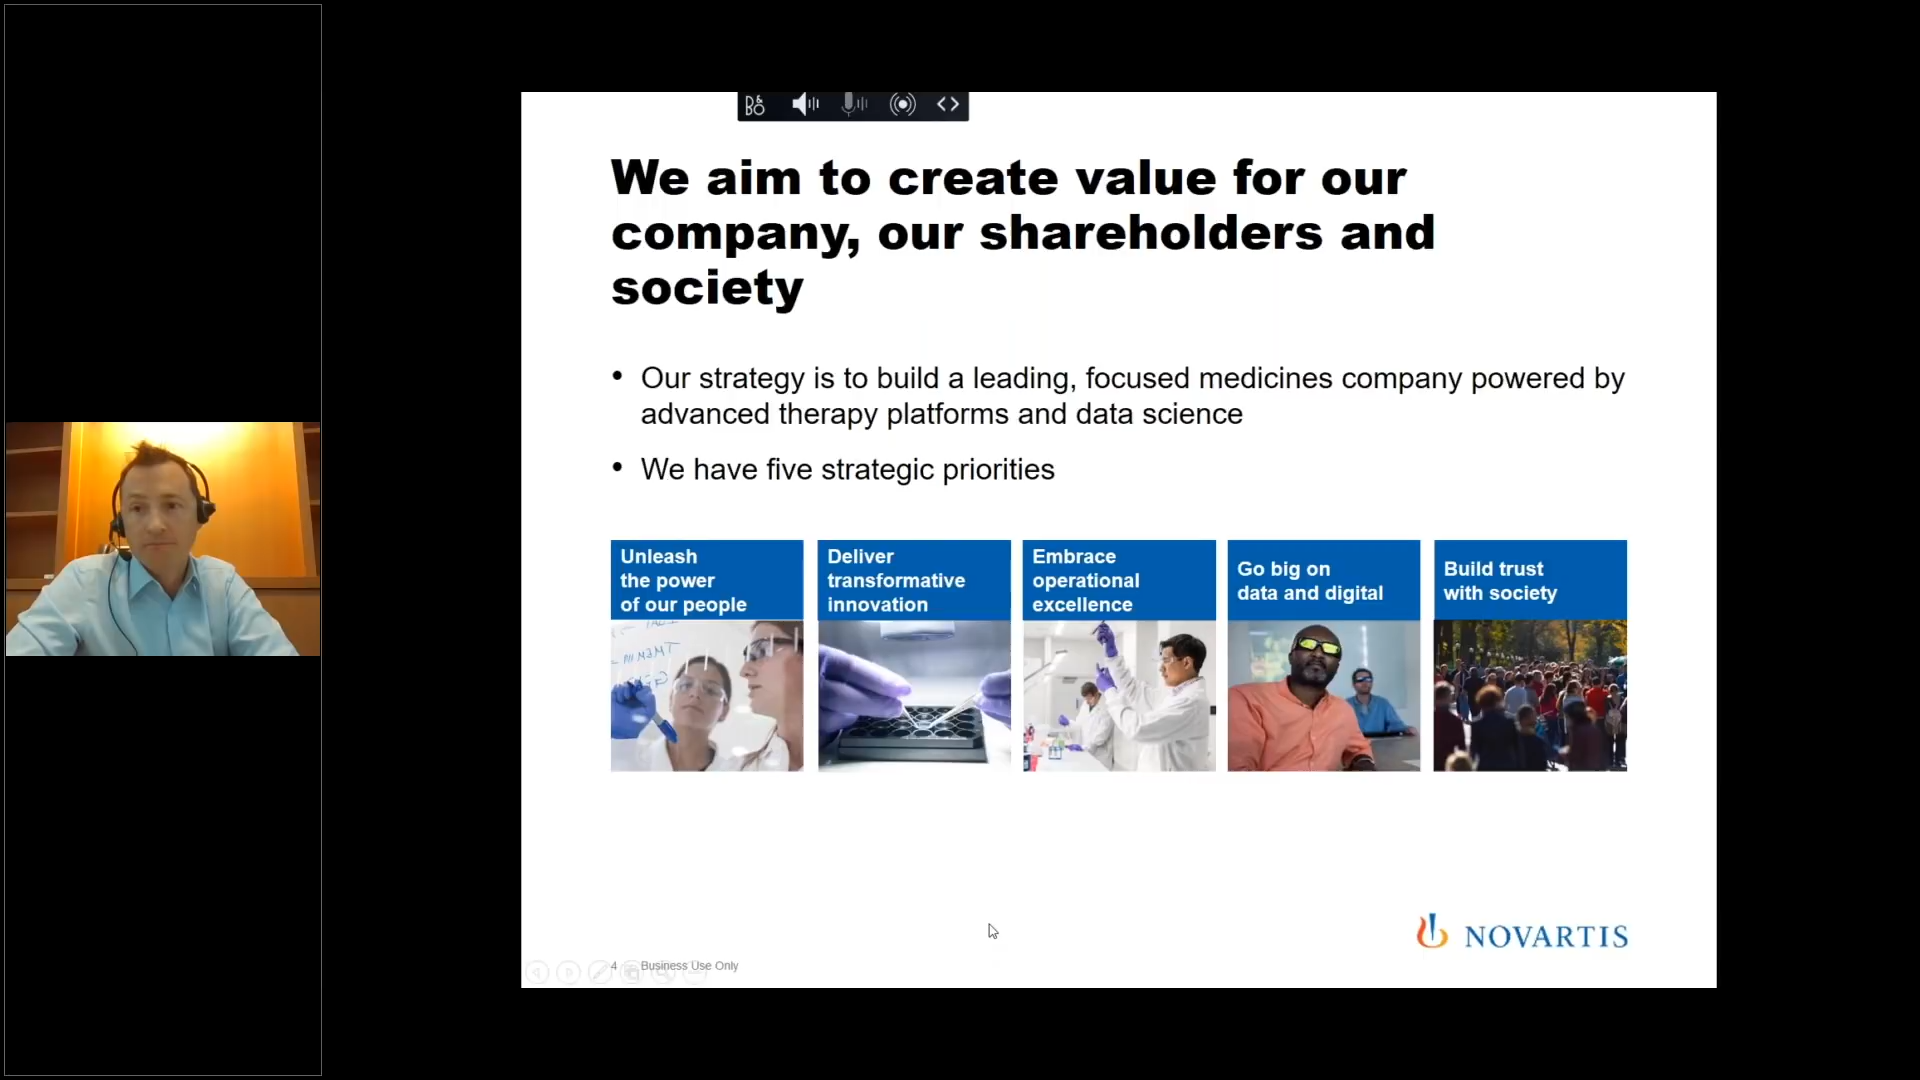 We aim to create value for our
company, our shareholders and
society
• Our strategy is to build a leading, focused medicines company powered by
advanced therapy platforms and data science
• We have five strategic priorities
Unleash
the power
of our people
Deliver
transformative
innovation
Embrace
operational
excellence
Go big on
data and digital
Build trust
with society
NOVARTIS
4
Business Use Only